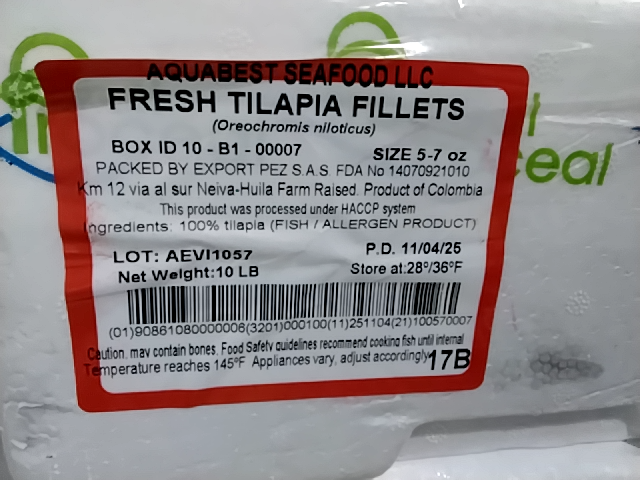 AQUABEST SEAFOOD LLC
FRESH TILAPIA FILLETS
(Oreochromis niloticus)
BOX ID 10 - B1 - 00007
SIZE 5-7 oz
PACKED BY EXPORT PEZ S.A.S. FDA No 14070921010
Km 12 via al sur Neiva-Huila Farm Raised. Product of Colombia
This product was processed under HACCP system
Ingredients: 100% tilapia (FISH / ALLERGEN PRODUCT)
LOT: AEVI1057
P.D. 11/04/25
Net Weight:10 LB
Store at:28º/36ºF
(01)90861080000006(3201)000100(11)251104(21)100570007
Caution, may contain bones. Food Safety guidelines recommend cooking fish until internal
Temperature reaches 145ºF Appliances vary, adjust accordingly
17B